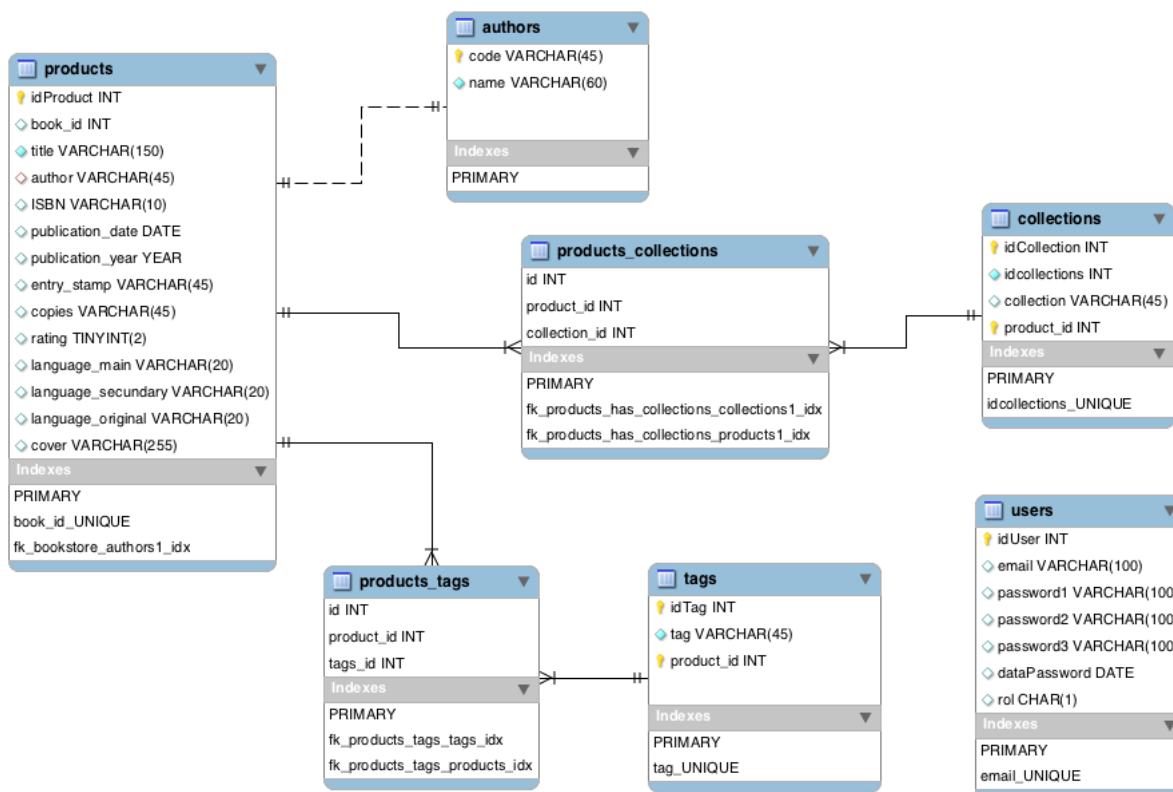 authors
code VARCHAR(45)
name VARCHAR(60)
Indexes
PRIMARY
products
idProduct INT
book_id INT
title VARCHAR(150)
author VARCHAR(45)
ISBN VARCHAR(10)
publication_date DATE
publication_year YEAR
entry_stamp VARCHAR(45)
copies VARCHAR(45)
rating TINYINT(2)
language_main VARCHAR(20)
language_secundary VARCHAR(20)
language_original VARCHAR(20)
cover VARCHAR(255)
Indexes
PRIMARY
book_id_UNIQUE
fk_bookstore_authors1_idx
products_collections
id INT
product_id INT
collection_id INT
Indexes
PRIMARY
fk_products_has_collections_collections1_idx
fk_products_has_collections_products1_idx
collections
idCollection INT
idcollections INT
collection VARCHAR(45)
product_id INT
Indexes
PRIMARY
idcollections_UNIQUE
products_tags
id INT
product_id INT
tags_id INT
Indexes
PRIMARY
fk_products_tags_tags_idx
fk_products_tags_products_idx
tags
idTag INT
tag VARCHAR(45)
product_id INT
Indexes
PRIMARY
tag_UNIQUE
users
idUser INT
email VARCHAR(100)
password1 VARCHAR(100
password2 VARCHAR(100
password3 VARCHAR(100
dataPassword DATE
rol CHAR(1)
Indexes
PRIMARY
email_UNIQUE